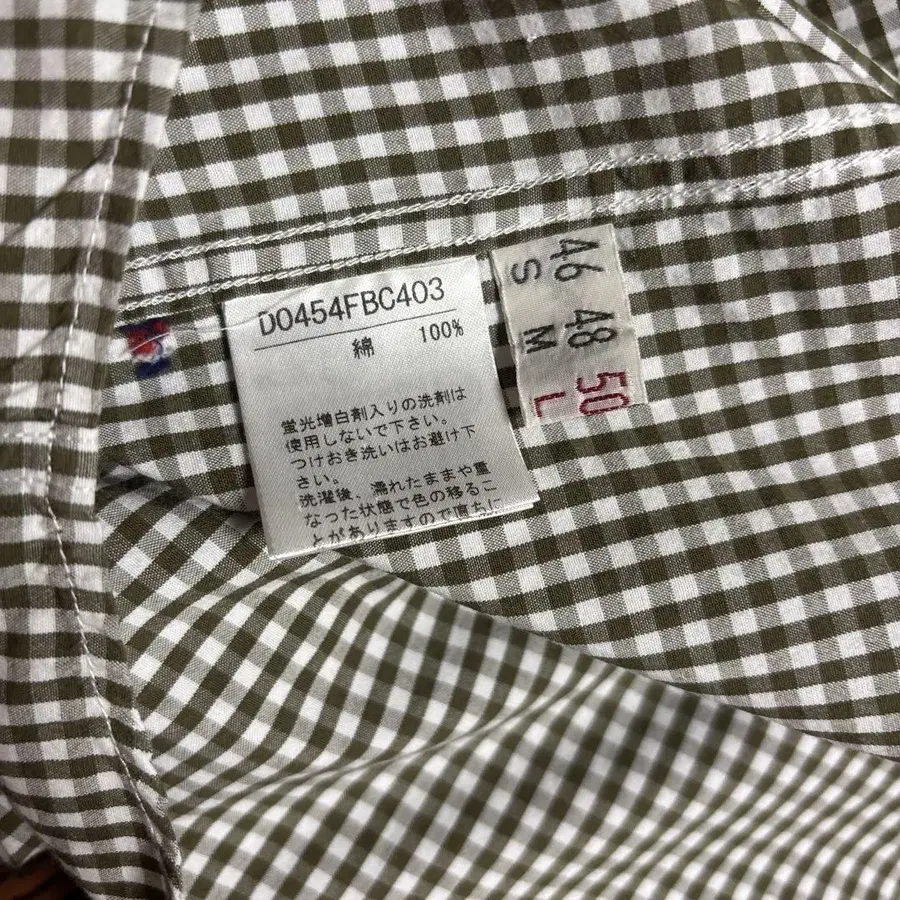 D0454FBC403
綿 100%
蛍光増白剤入りの洗剤は
使用しないで下さい。
つけおき洗いはお避け下
さい。
洗濯後、濡れたままや重
なった状態で色の移るこ
とがありますので直ちに
46 48 50
S M L